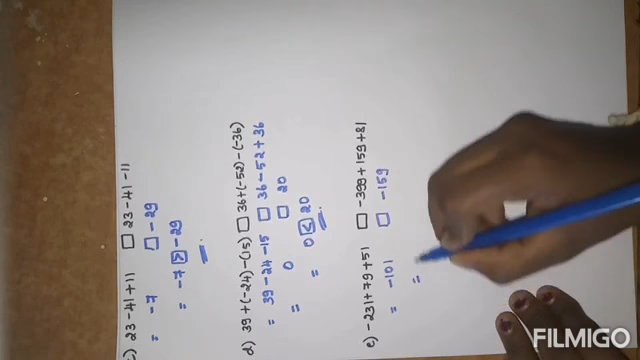 c) 23-41+11 □ 23-41-11
= -7 □ -29
= -7 > -29
d) 39+(-24)-(15) □ 36+(-52)-(-36)
= 39-24-15 □ 36-52+36
= 0 □ 20
= 0 < 20
e) -231+79+51 □ -399+159+81
= -101 □ -159
=
FILMIGO